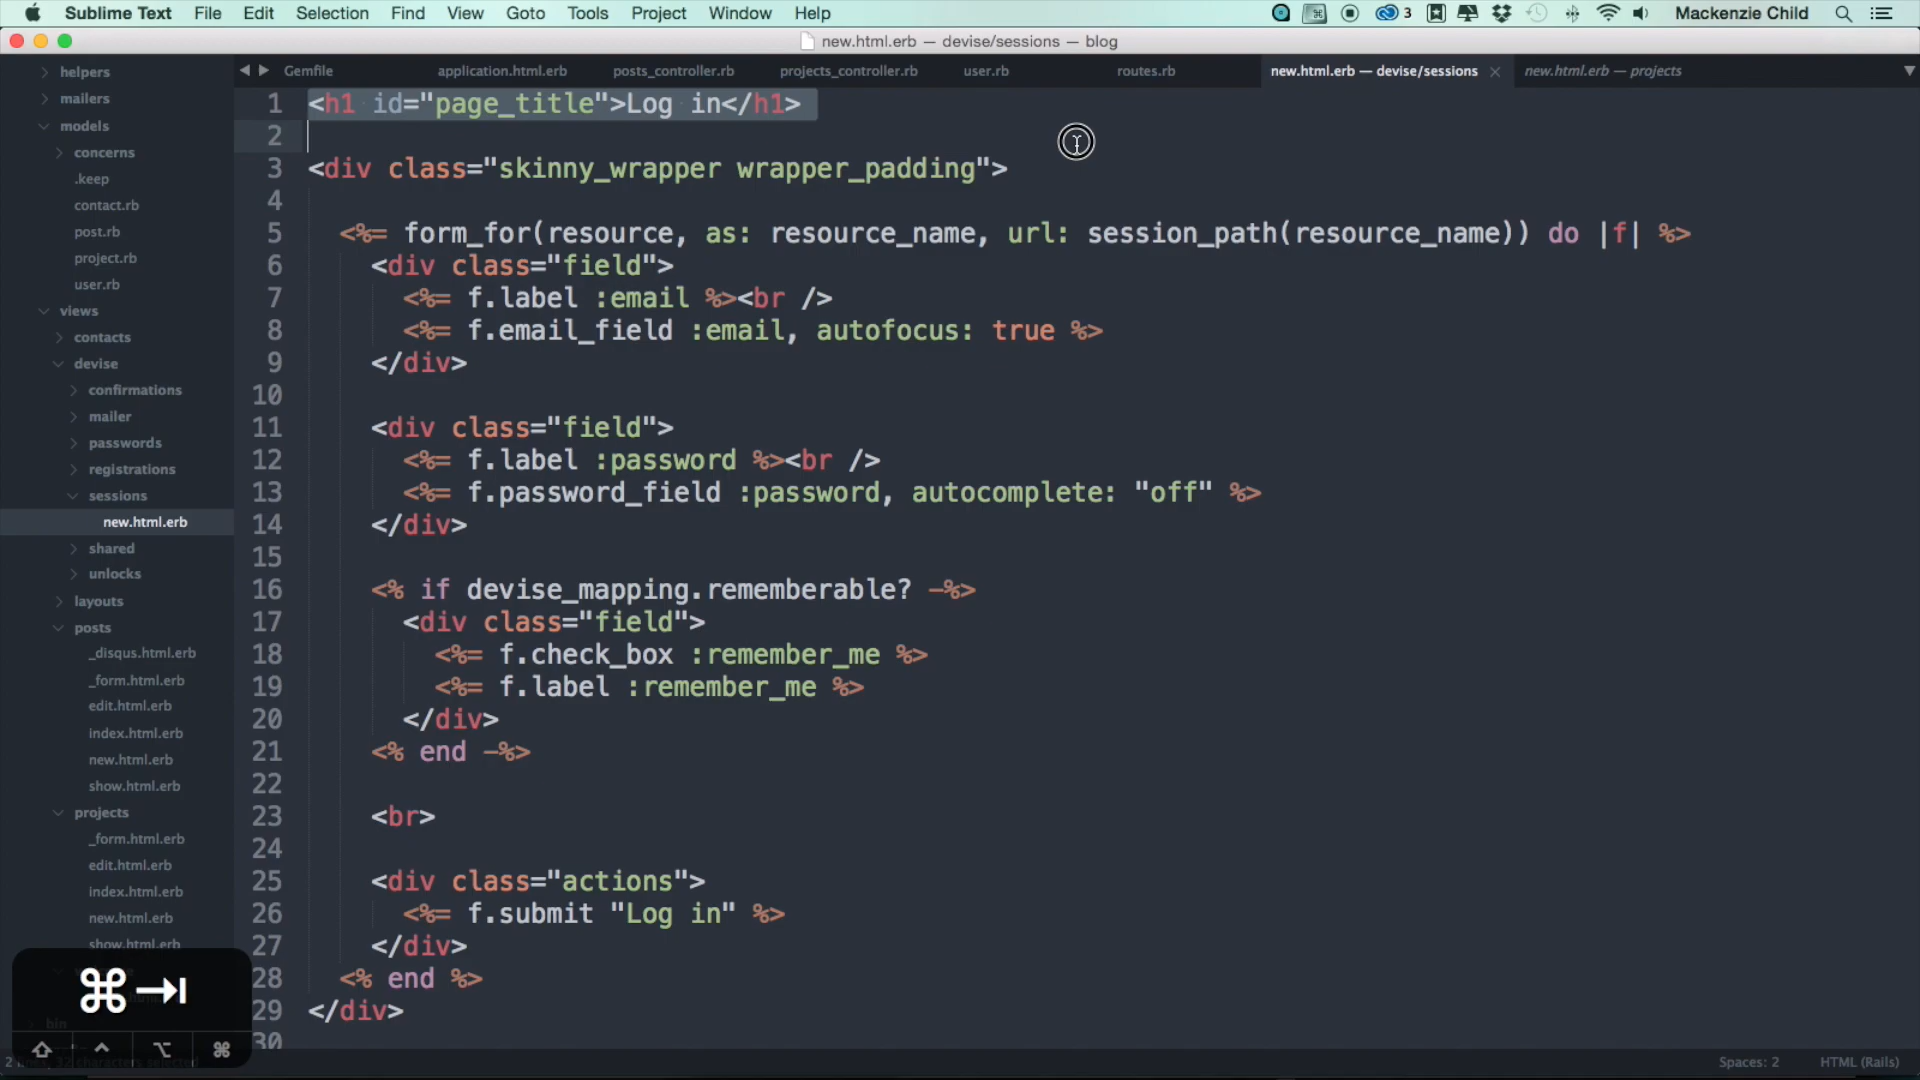 Sublime Text File Edit Selection Find View Goto Tools Project Window Help 3 Mackenzie Child
new.html.erb — devise/sessions — blog
Gemfile application.html.erb posts_controller.rb projects_controller.rb user.rb routes.rb new.html.erb — devise/sessions new.html.erb — projects
helpers
mailers
models
concerns
.keep
contact.rb
post.rb
project.rb
user.rb
views
contacts
devise
confirmations
mailer
passwords
registrations
sessions
new.html.erb
shared
unlocks
layouts
posts
_disqus.html.erb
_form.html.erb
edit.html.erb
index.html.erb
new.html.erb
show.html.erb
projects
_form.html.erb
edit.html.erb
index.html.erb
new.html.erb
show.html.erb
bin
1 <h1 id="page_title">Log in</h1>
2
3 <div class="skinny_wrapper wrapper_padding">
4
5 <%= form_for(resource, as: resource_name, url: session_path(resource_name)) do |f| %>
6 <div class="field">
7 <%= f.label :email %><br />
8 <%= f.email_field :email, autofocus: true %>
9 </div>
10
11 <div class="field">
12 <%= f.label :password %><br />
13 <%= f.password_field :password, autocomplete: "off" %>
14 </div>
15
16 <% if devise_mapping.rememberable? -%>
17 <div class="field">
18 <%= f.check_box :remember_me %>
19 <%= f.label :remember_me %>
20 </div>
21 <% end -%>
22
23 <br>
24
25 <div class="actions">
26 <%= f.submit "Log in" %>
27 </div>
28 <% end %>
29 </div>
30
2 lines, 32 characters selected Spaces: 2 HTML (Rails)